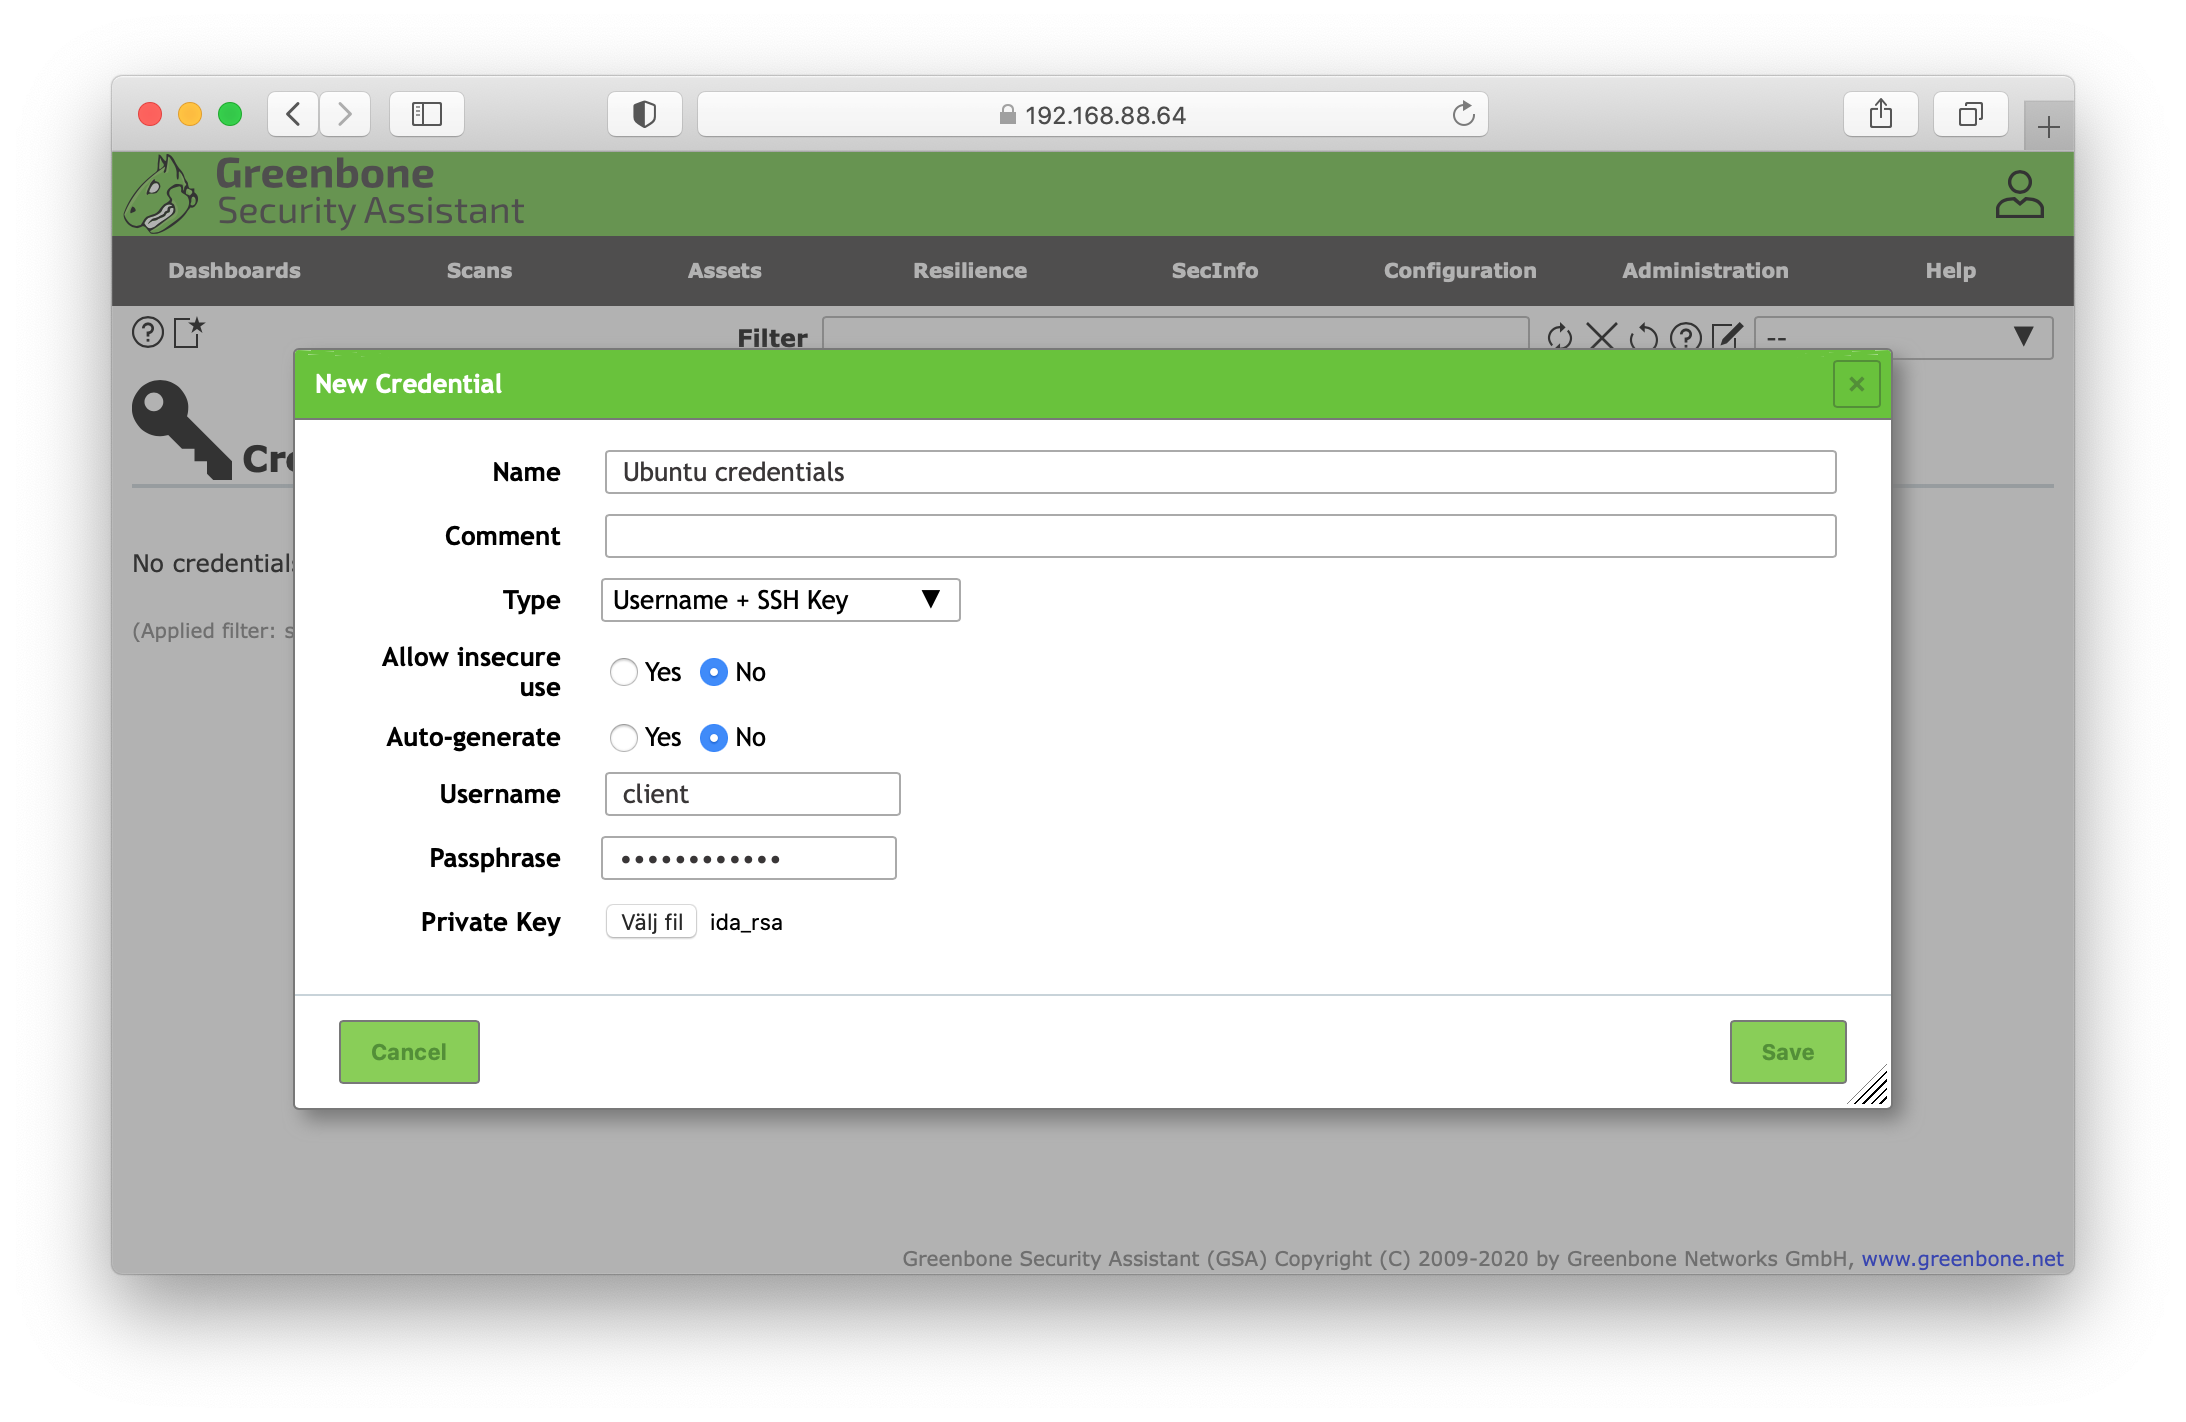 192.168.88.64
Greenbone
Security Assistant
Dashboards Scans Assets Resilience SecInfo Configuration Administration Help
Filter --
New Credential
Name Ubuntu credentials
Comment
No credentials
Type Username + SSH Key
(Applied filter: s
Allow insecure
use
Yes No
Auto-generate Yes No
Username client
Passphrase ••••••••••••
Private Key Välj fil ida_rsa
Cancel Save
Greenbone Security Assistant (GSA) Copyright (C) 2009-2020 by Greenbone Networks GmbH, www.greenbone.net